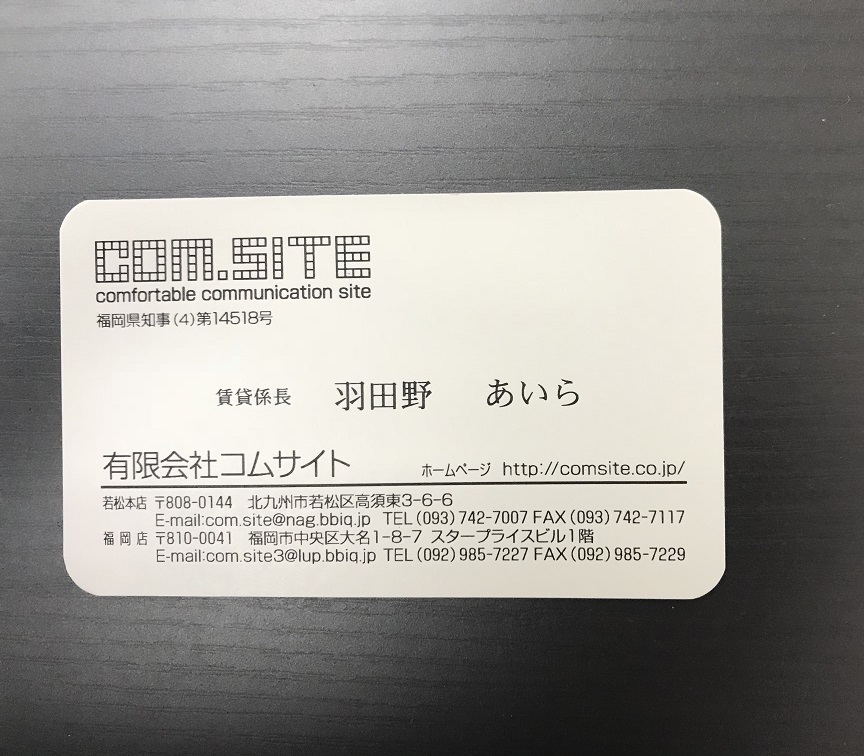 COM.SITE
comfortable communication site
福岡県知事(4)第14518号
賃貸係長 羽田野 あいら
有限会社コムサイト ホームページ http://comsite.co.jp/
若松本店 〒808-0144 北九州市若松区高須東3-6-6
E-mail:com.site@nag.bbiq.jp TEL(093)742-7007 FAX(093)742-7117
福岡店 〒810-0041 福岡市中央区大名1-8-7 スタープライスビル1階
E-mail:com.site3@lup.bbiq.jp TEL(092)985-7227 FAX(092)985-7229